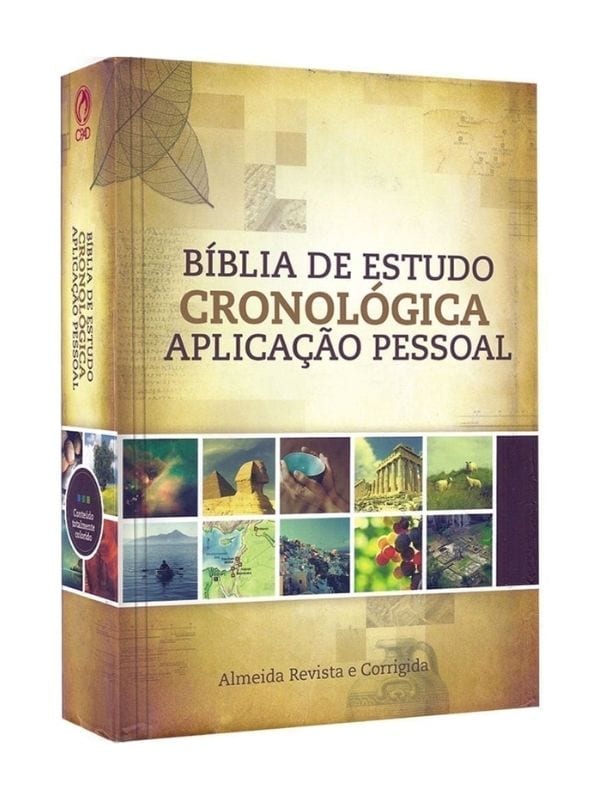 CPAD
BÍBLIA DE ESTUDO
CRONOLÓGICA
APLICAÇÃO PESSOAL
Conteúdo
totalmente
colorido
BÍBLIA DE ESTUDO
CRONOLÓGICA
APLICAÇÃO PESSOAL
Almeida Revista e Corrigida